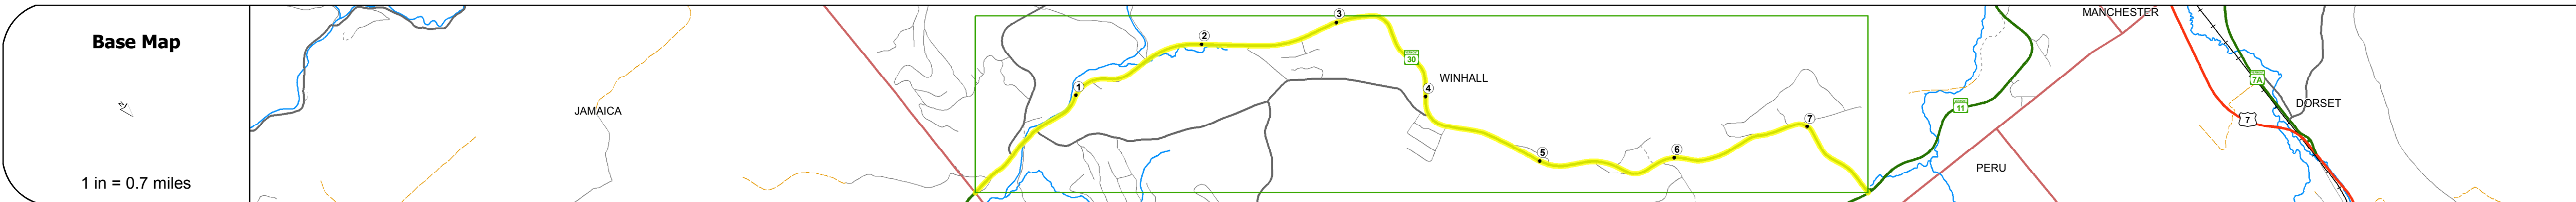 Base Map
N
1 in = 0.7 miles
JAMAICA
1
2
3
30
WINHALL
4
5
6
7
11
MANCHESTER
PERU
7A
DORSET
7